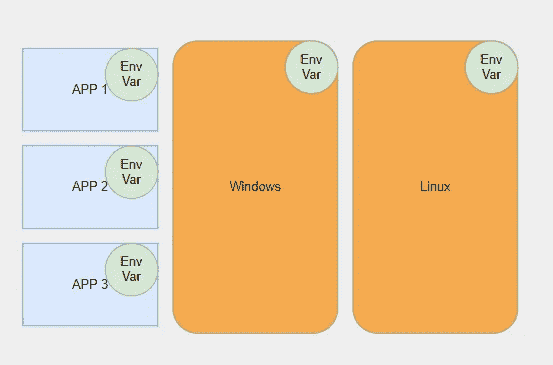 Env
Var
APP 1
Env
Var
APP 2
Env
Var
APP 3
Env
Var
Windows
Env
Var
Linux